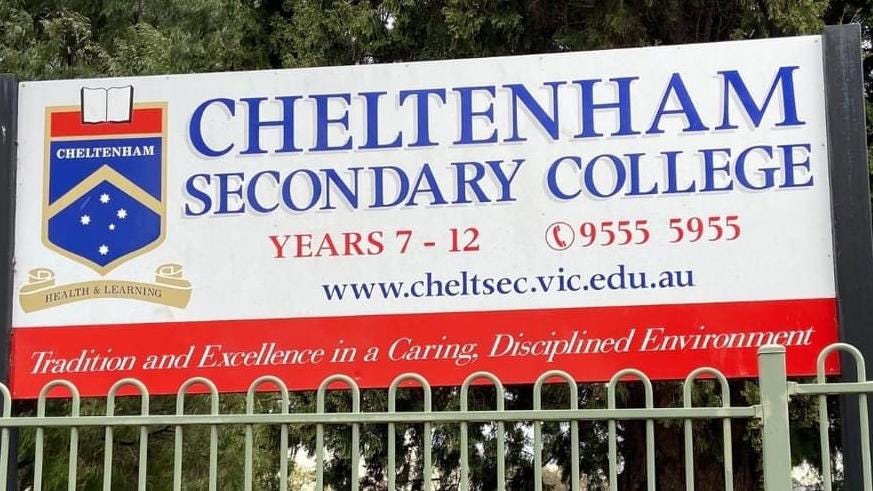 CHELTENHAM
HEALTH & LEARNING
CHELTENHAM
SECONDARY COLLEGE
YEARS 7 - 12 9555 5955
www.cheltsec.vic.edu.au
Tradition and Excellence in a Caring, Disciplined Environment